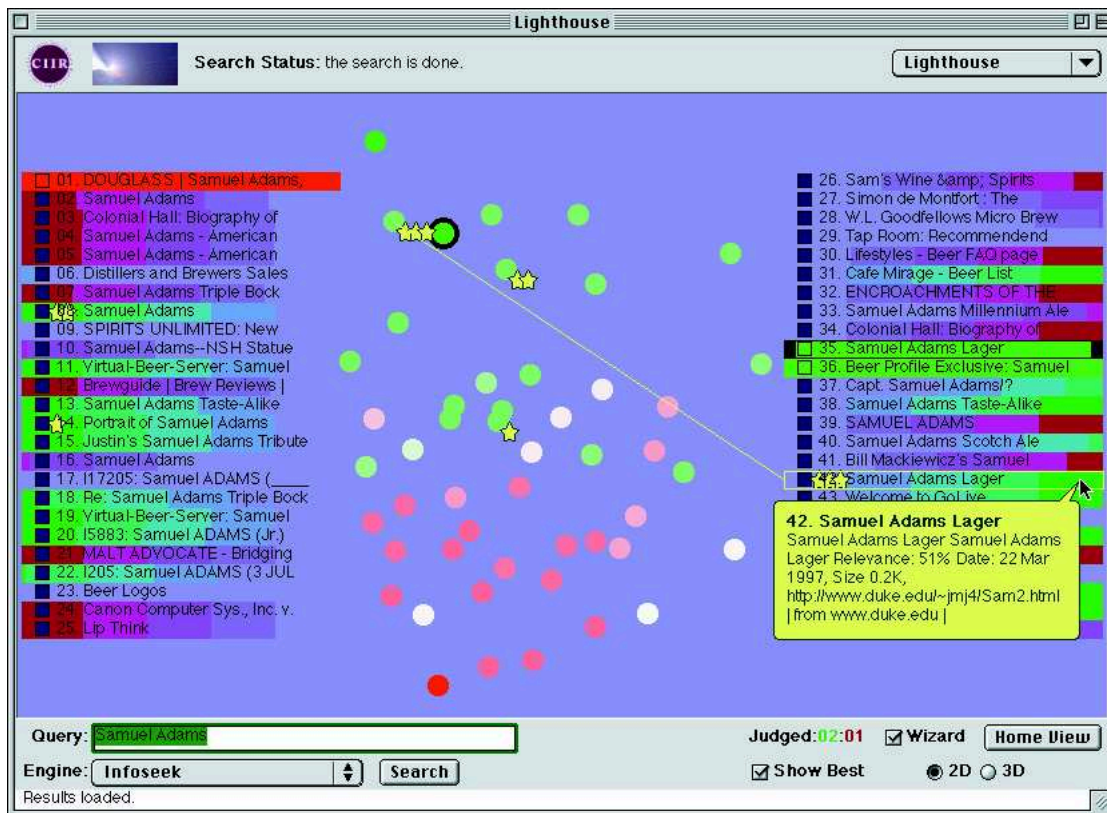 Lighthouse
CIIR
Search Status: the search is done.
Lighthouse
01. DOUGLASS | Samuel Adams,
02. Samuel Adams
03. Colonial Hall: Biography of
04. Samuel Adams - American
05. Samuel Adams - American
06. Distillers and Brewers Sales
07. Samuel Adams Triple Bock
08. Samuel Adams
09. SPIRITS UNLIMITED: New
10. Samuel Adams--NSH Statue
11. Virtual-Beer-Server: Samuel
12. Brewguide | Brew Reviews |
13. Samuel Adams Taste-Alike
14. Portrait of Samuel Adams
15. Justin's Samuel Adams Tribute
16. Samuel Adams
17. I17205: Samuel ADAMS (____
18. Re: Samuel Adams Triple Bock
19. Virtual-Beer-Server: Samuel
20. I5883: Samuel ADAMS (Jr.)
21. MALT ADVOCATE - Bridging
22. I205: Samuel ADAMS (3 JUL
23. Beer Logos
24. Canon Computer Sys., Inc. v.
25. Lip Think
26. Sam's Wine &amp; Spirits
27. Simon de Montfort : The
28. W.L. Goodfellows Micro Brew
29. Tap Room: Recommendend
30. Lifestyles - Beer FAQ page
31. Cafe Mirage - Beer List
32. ENCROACHMENTS OF THE
33. Samuel Adams Millennium Ale
34. Colonial Hall: Biography of
35. Samuel Adams Lager
36. Beer Profile Exclusive: Samuel
37. Capt. Samuel Adams/?
38. Samuel Adams Taste-Alike
39. SAMUEL ADAMS
40. Samuel Adams Scotch Ale
41. Bill Mackiewicz's Samuel
42. Samuel Adams Lager
43. Welcome to GoLive
42. Samuel Adams Lager
Samuel Adams Lager Samuel Adams
Lager Relevance: 51% Date: 22 Mar
1997, Size 0.2K,
http://www.duke.edu/~jmj4/Sam2.html
| from www.duke.edu |
Query: Samuel Adams
Judged:02:01 Wizard Home View
Engine: Infoseek Search
Show Best 2D 3D
Results loaded.